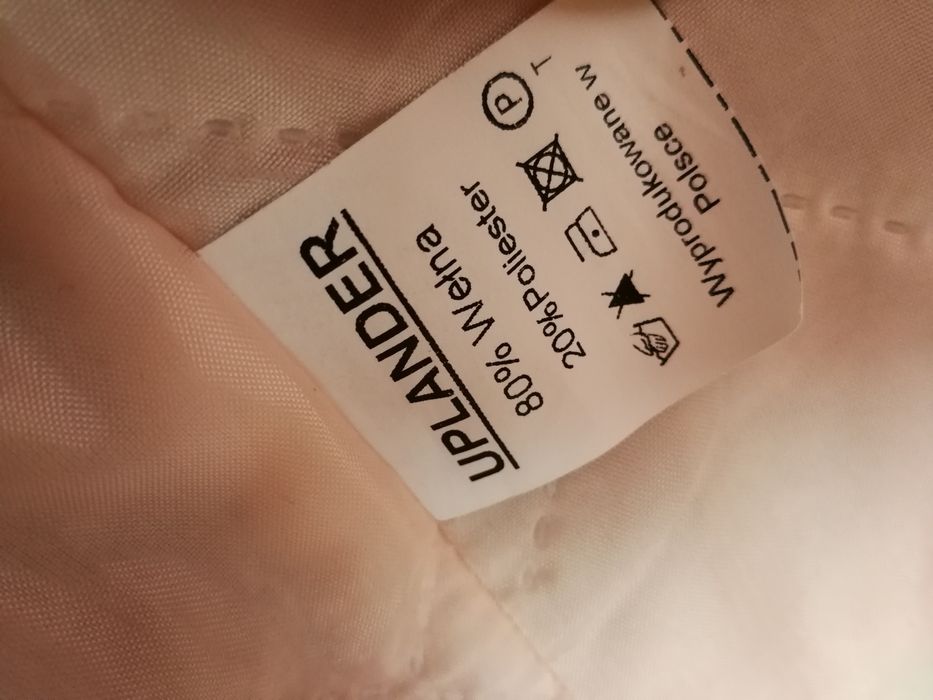 UPLANDER
80% Wełna
20%Poliester
P
T
Wyprodukowane w
Polsce